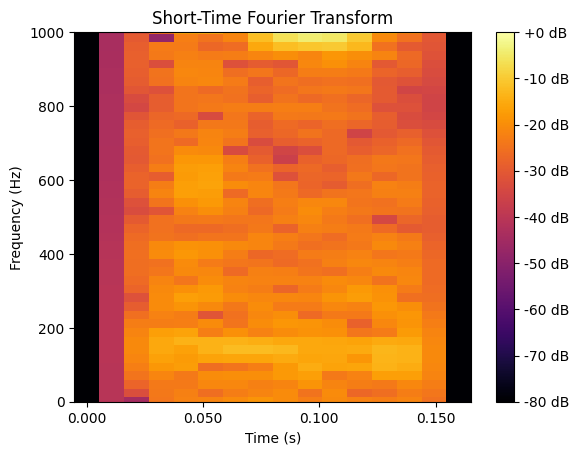 Short-Time Fourier Transform
1000
800
600
400
200
0
Frequency (Hz)
0.000
0.050
0.100
0.150
Time (s)
+0 dB
-10 dB
-20 dB
-30 dB
-40 dB
-50 dB
-60 dB
-70 dB
-80 dB